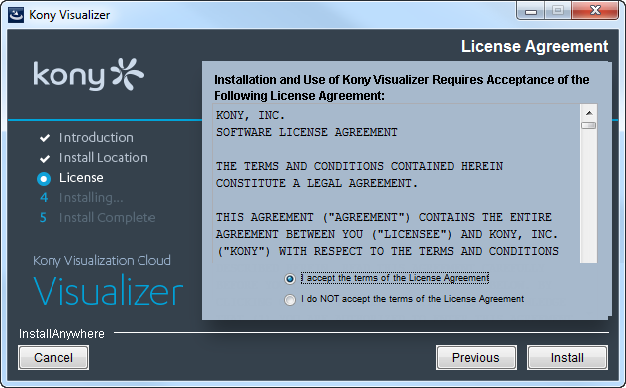 Kony Visualizer
License Agreement
kony
Installation and Use of Kony Visualizer Requires Acceptance of the
Following License Agreement:
KONY, INC.
SOFTWARE LICENSE AGREEMENT
THE TERMS AND CONDITIONS CONTAINED HEREIN
CONSTITUTE A LEGAL AGREEMENT.
THIS AGREEMENT ("AGREEMENT") CONTAINS THE ENTIRE
AGREEMENT BETWEEN YOU ("LICENSEE") AND KONY, INC.
("KONY") WITH RESPECT TO THE TERMS AND CONDITIONS
I accept the terms of the License Agreement
I do NOT accept the terms of the License Agreement
Introduction
Install Location
License
4 Installing...
5 Install Complete
Kony Visualization Cloud
Visualizer
InstallAnywhere
Cancel
Previous
Install